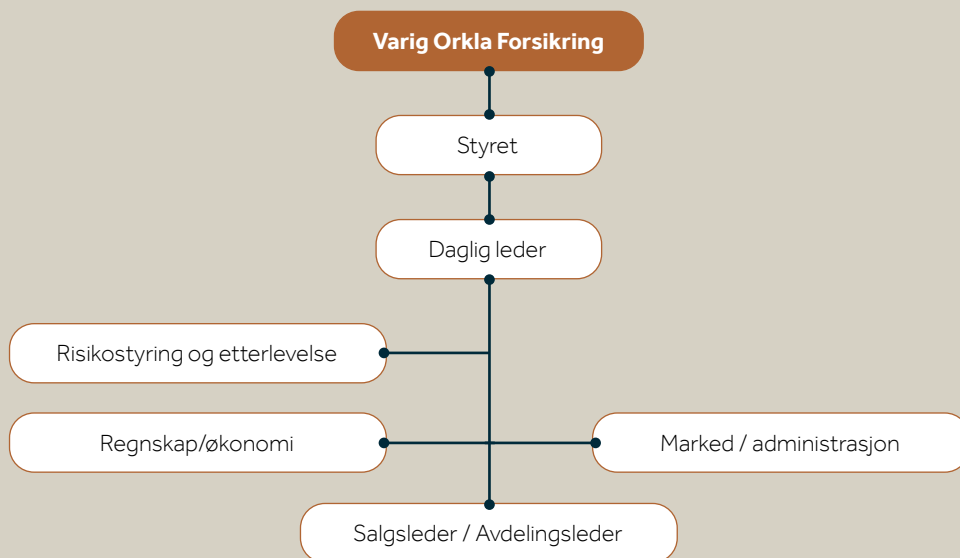 Varig Orkla Forsikring
Styret
Daglig leder
Risikostyring og etterlevelse
Regnskap/økonomi
Marked / administrasjon
Salgsleder / Avdelingsleder